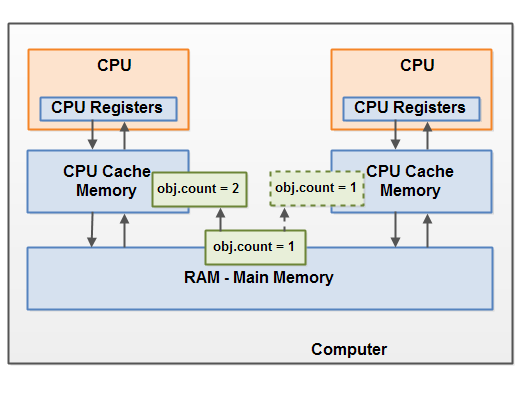 CPU
CPU
CPU Registers
CPU Registers
CPU Cache
Memory
CPU Cache
Memory
obj.count = 2
obj.count = 1
obj.count = 1
RAM - Main Memory
Computer